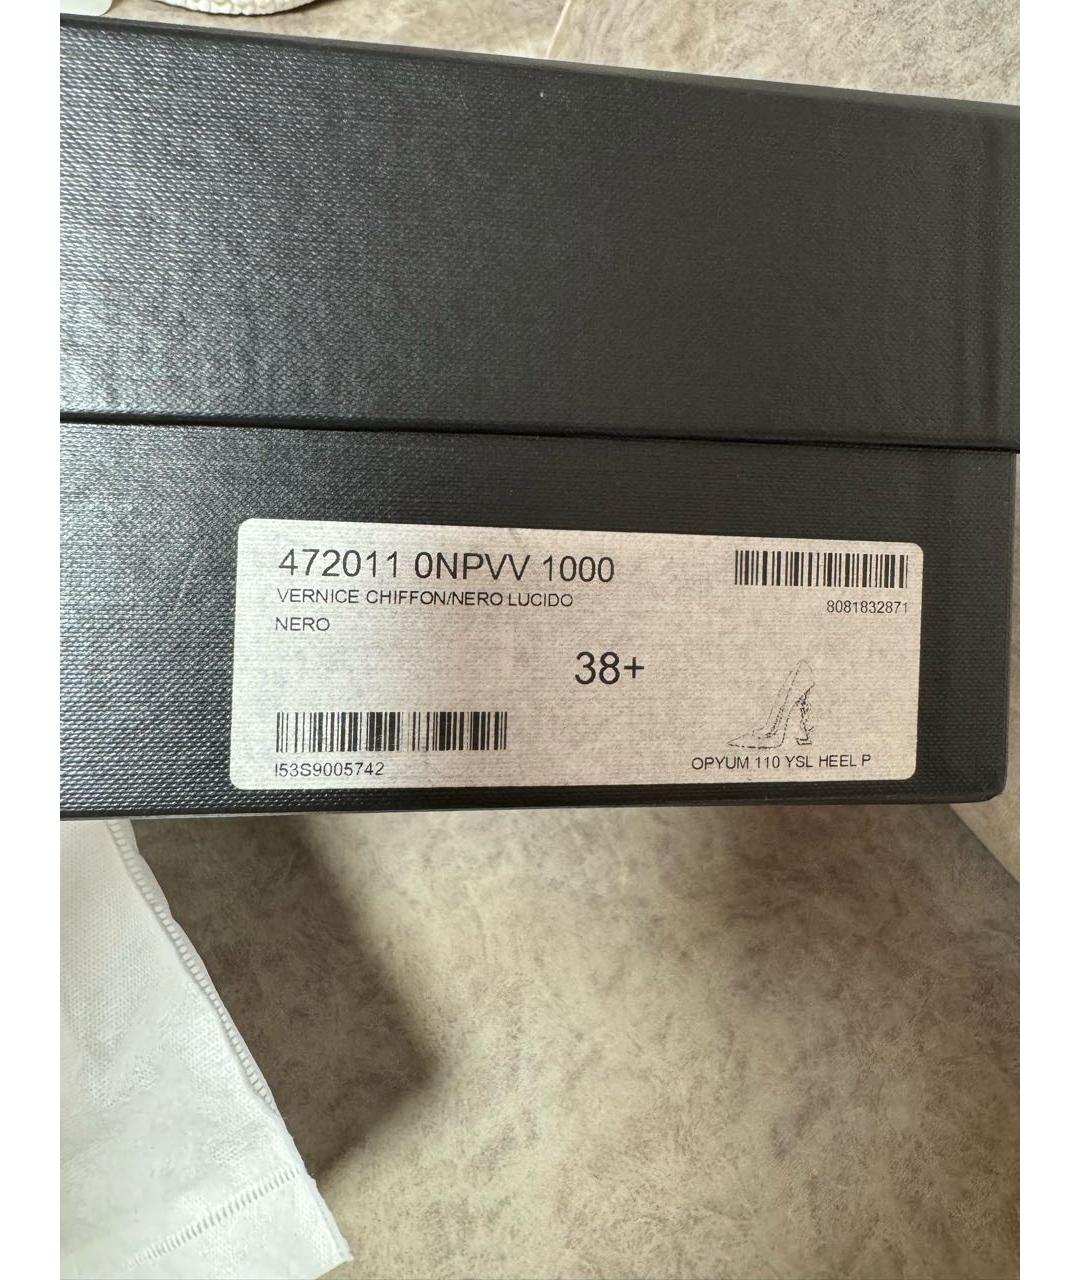 472011 0NPVV 1000
VERNICE CHIFFON/NERO LUCIDO
8081832871
NERO
38+
I53S9005742
OPYUM 110 YSL HEEL P